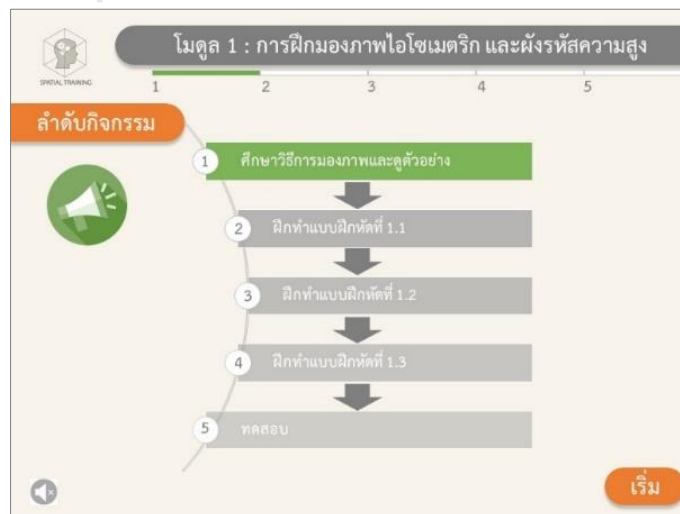 โมดูล 1 : การฝึกมองภาพไอโซเมตริก และผังรหัสความสูง
SPATIAL TRAINING
1 2 3 4 5
ลำดับกิจกรรม
1 ศึกษาวิธีการมองภาพและดูตัวอย่าง
2 ฝึกทำแบบฝึกหัดที่ 1.1
3 ฝึกทำแบบฝึกหัดที่ 1.2
4 ฝึกทำแบบฝึกหัดที่ 1.3
5 ทดสอบ
เริ่ม